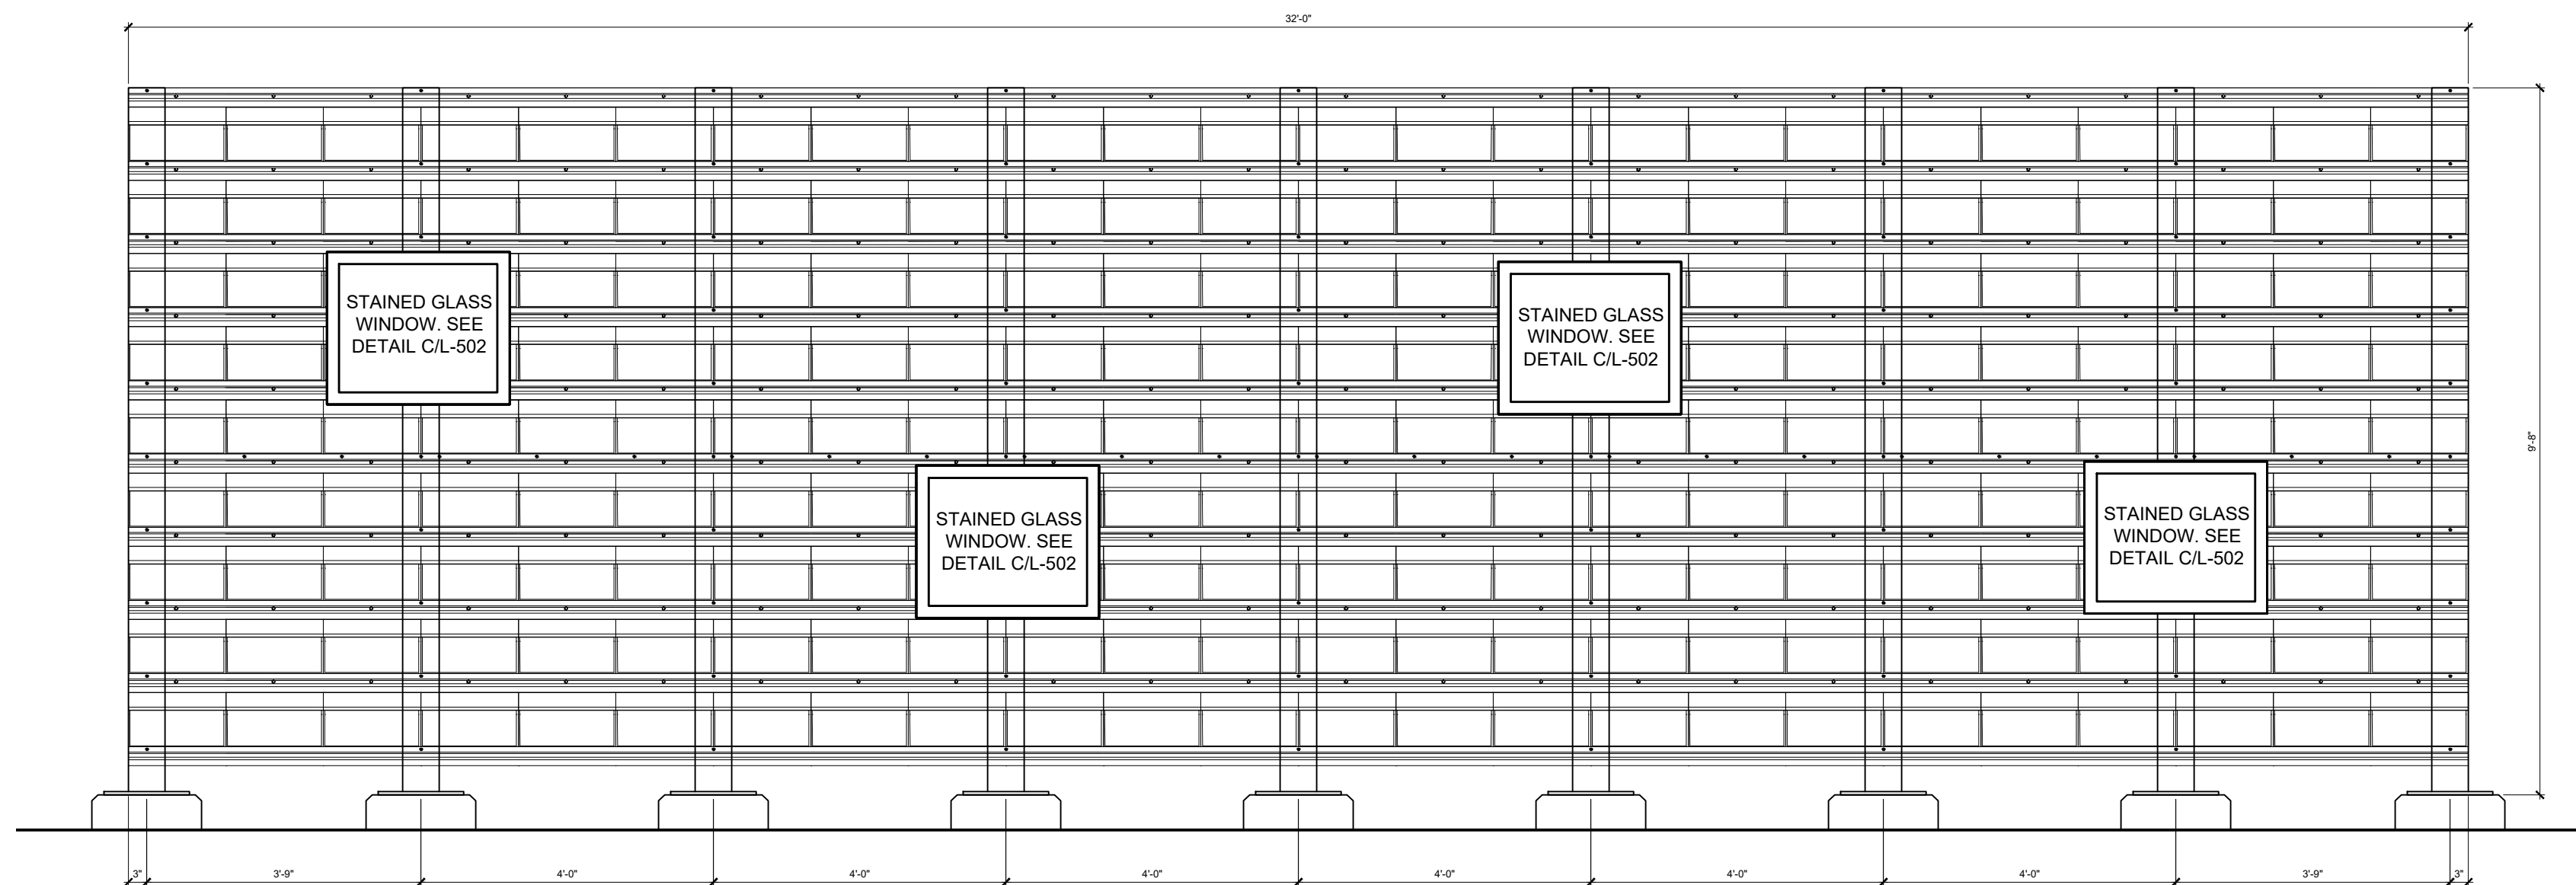 32'-0"
STAINED GLASS
WINDOW. SEE
DETAIL C/L-502
STAINED GLASS
WINDOW. SEE
DETAIL C/L-502
9'-8"
STAINED GLASS
WINDOW. SEE
DETAIL C/L-502
STAINED GLASS
WINDOW. SEE
DETAIL C/L-502
3" 3'-9" 4'-0" 4'-0" 4'-0" 4'-0" 4'-0" 4'-0" 3'-9" 3"